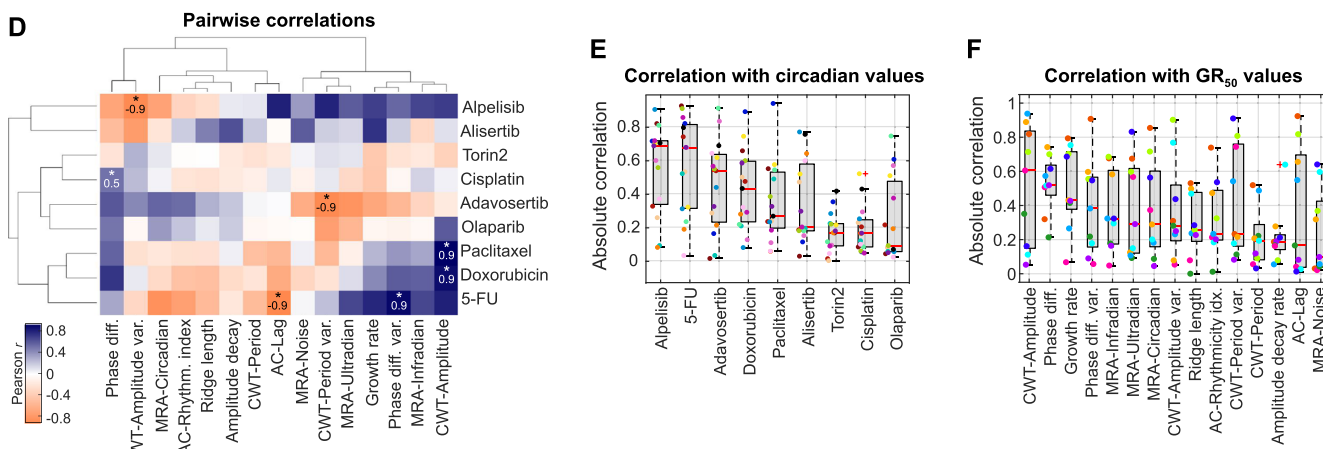 D
Pairwise correlations
*
-0.9
*
0.5
*
-0.9
*
0.9
*
0.9
*
-0.9
*
0.9
Alpelisib
Alisertib
Torin2
Cisplatin
Adavosertib
Olaparib
Paclitaxel
Doxorubicin
5-FU
Pearson r
0.8
0.4
0
-0.4
-0.8
Phase diff.
WT-Amplitude var.
MRA-Circadian
AC-Rhythm. index
Ridge length
Amplitude decay
CWT-Period
AC-Lag
MRA-Noise
CWT-Period var.
MRA-Ultradian
Growth rate
Phase diff. var.
MRA-Infradian
CWT-Amplitude
E
Correlation with circadian values
Absolute correlation
0.8
0.6
0.4
0.2
0
Alpelisib
5-FU
Adavosertib
Doxorubicin
Paclitaxel
Alisertib
Torin2
Cisplatin
Olaparib
F
Correlation with GR50 values
Absolute correlation
1
0.8
0.6
0.4
0.2
0
CWT-Amplitude
Phase diff.
Growth rate
Phase diff. var.
MRA-Infradian
MRA-Ultradian
MRA-Circadian
CWT-Amplitude var.
Ridge length
AC-Rhythmicity idx.
CWT-Period var.
CWT-Period
Amplitude decay rate
AC-Lag
MRA-Noise